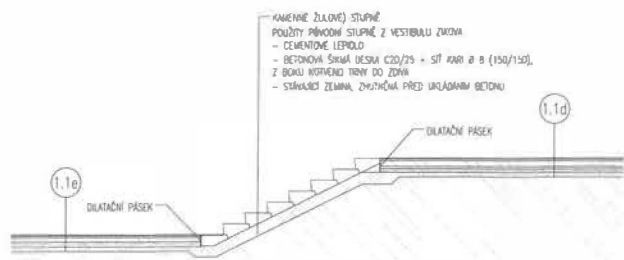 KAMENNÉ ŽULOVÉ) STUPNĚ
POUŽITY PŮVODNÍ STUPNĚ Z VESTIBULU ZIKOVA
- CEMENTOVÉ LEPIDLO
- BETONOVÁ ŠIKMÁ DESKA C20/25 + SÍŤ KARI Ø 8 (150/150),
Z BOKU KOTVENO TRNY DO ZDIVA
- STÁVAJÍCÍ ZEMINA, ZHUTNĚNÁ PŘED UKLÁDÁNÍM BETONU
1.1d
DILATAČNÍ PÁSEK
1.1e
DILATAČNÍ PÁSEK